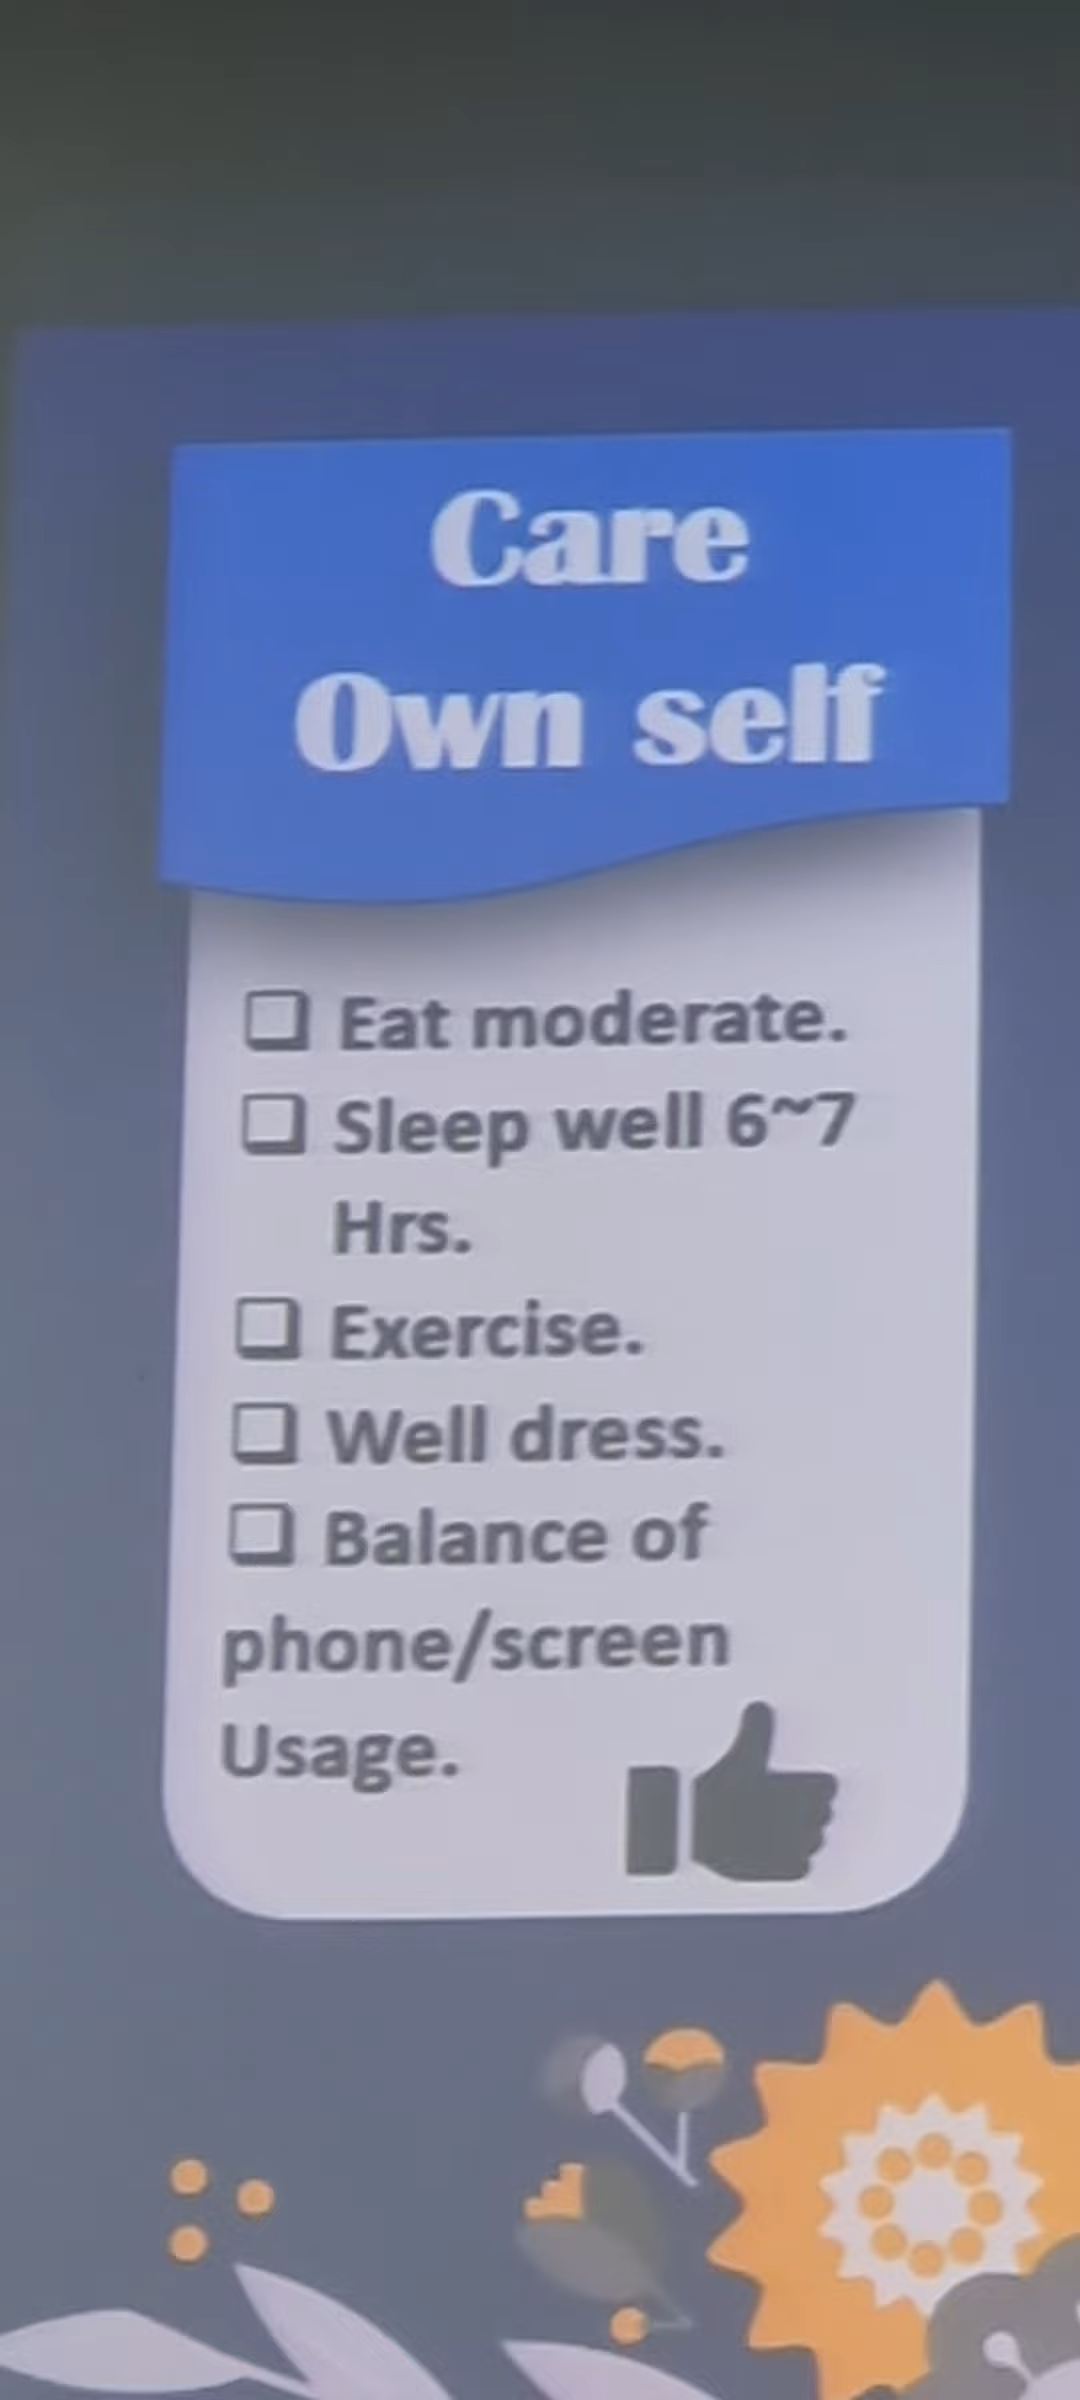 Care
Own self
❑ Eat moderate.
❑ Sleep well 6~7
Hrs.
❑ Exercise.
❑ Well dress.
❑ Balance of
phone/screen
Usage.